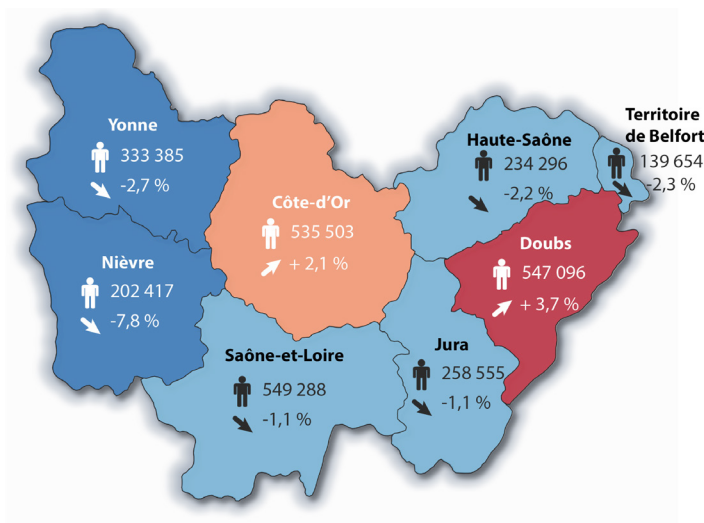 Yonne
333 385
-2,7 %
Côte-d'Or
535 503
+ 2,1 %
Haute-Saône
234 296
-2,2 %
Territoire
de Belfort
139 654
-2,3 %
Nièvre
202 417
-7,8 %
Doubs
547 096
+ 3,7 %
Saône-et-Loire
549 288
-1,1 %
Jura
258 555
-1,1 %